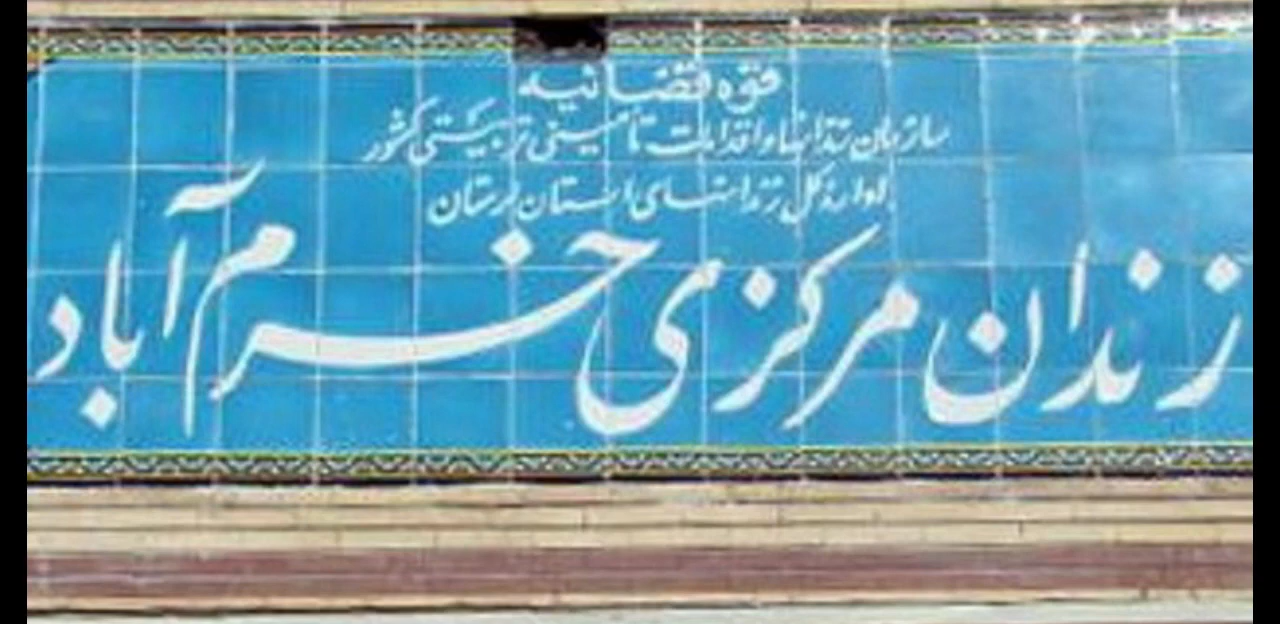 قوه قضائیه
سازمان زندانها و اقدامات تامینی تربیتی کشور
اداره کل زندانهای استان لرستان
زندان مرکزی خرم آباد